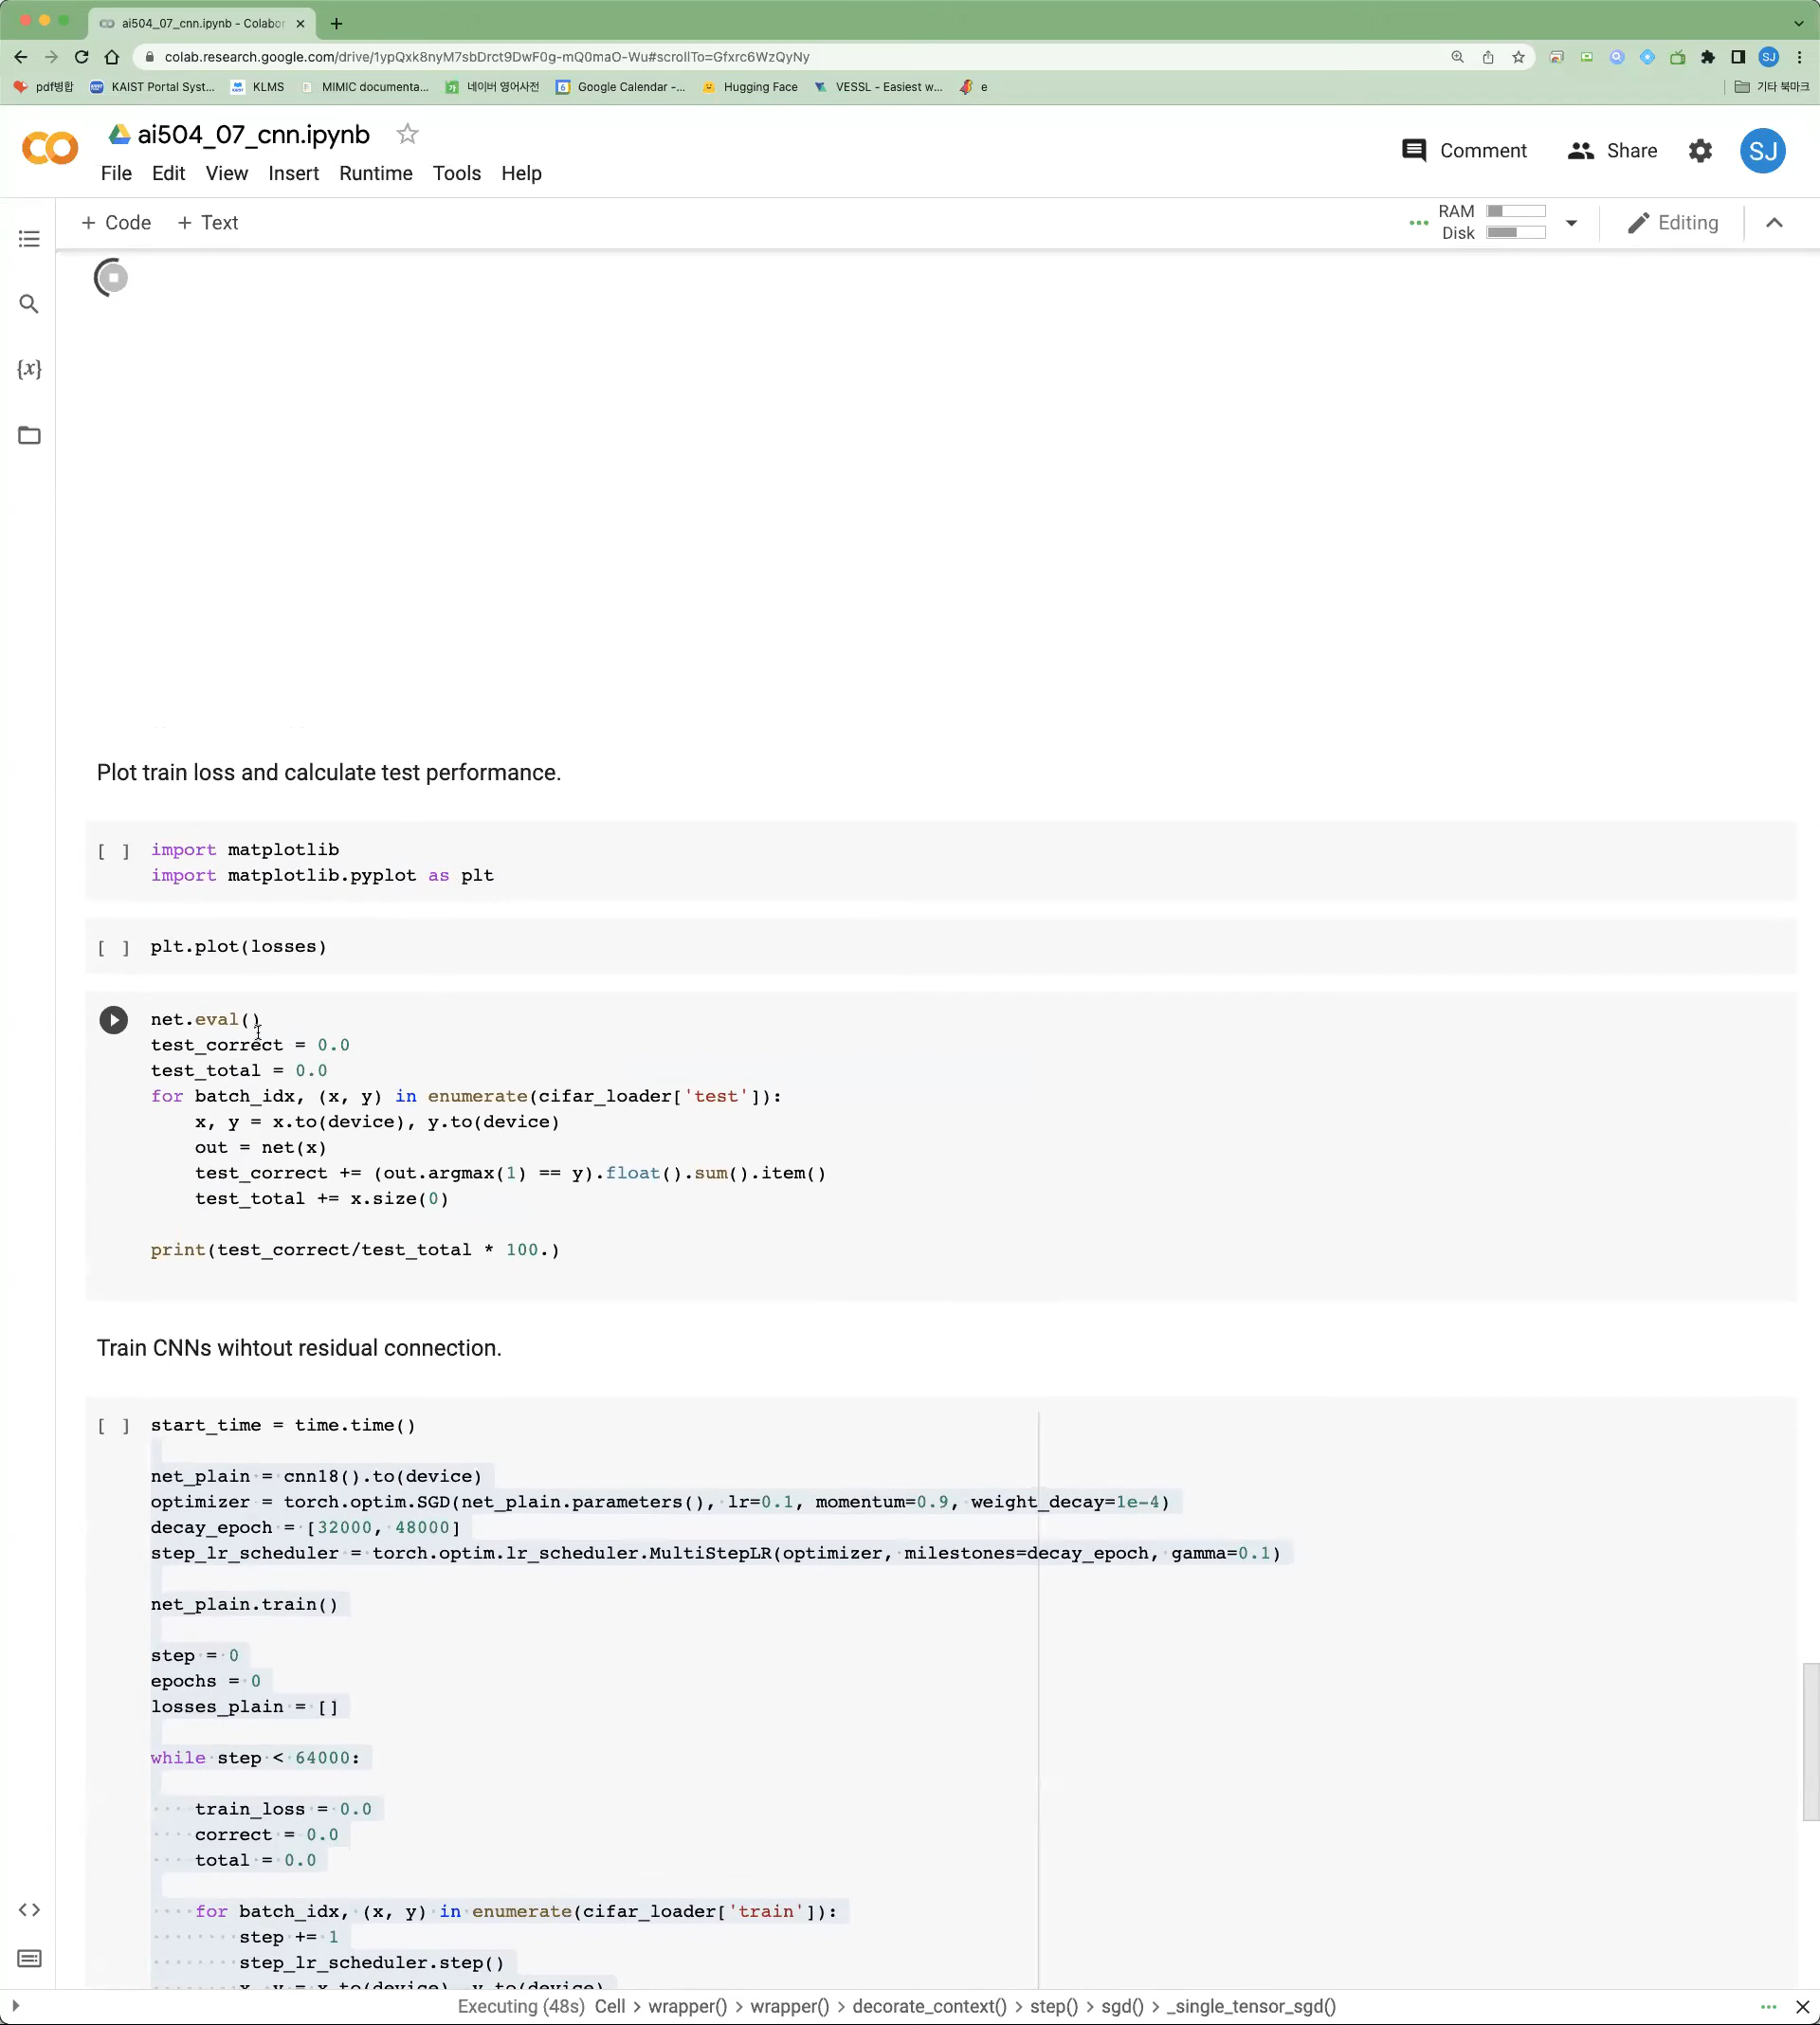 ai504_07_cnn.ipynb - Colabor
colab.research.google.com/drive/1ypQxk8nyM7sbDrct9DwF0g-mQ0maO-Wu#scrollTo=Gfxrc6WzQyNy
SJ
pdf병합 KAIST Portal Syst... KLMS MIMIC documenta... 네이버 영어사전 Google Calendar -... Hugging Face VESSL - Easiest w... e 기타 북마크
ai504_07_cnn.ipynb
Comment Share SJ
File Edit View Insert Runtime Tools Help
+ Code + Text
RAM
Disk
Editing
{x}
Plot train loss and calculate test performance.
[ ] import matplotlib
import matplotlib.pyplot as plt
[ ] plt.plot(losses)
net.eval()
test_correct = 0.0
test_total = 0.0
for batch_idx, (x, y) in enumerate(cifar_loader['test']):
    x, y = x.to(device), y.to(device)
    out = net(x)
    test_correct += (out.argmax(1) == y).float().sum().item()
    test_total += x.size(0)
print(test_correct/test_total * 100.)
Train CNNs wihtout residual connection.
[ ] start_time = time.time()
net_plain = cnn18().to(device)
optimizer = torch.optim.SGD(net_plain.parameters(), lr=0.1, momentum=0.9, weight_decay=1e-4)
decay_epoch = [32000, 48000]
step_lr_scheduler = torch.optim.lr_scheduler.MultiStepLR(optimizer, milestones=decay_epoch, gamma=0.1)
net_plain.train()
step = 0
epochs = 0
losses_plain = []
while step < 64000:
    train_loss = 0.0
    correct = 0.0
    total = 0.0
    for batch_idx, (x, y) in enumerate(cifar_loader['train']):
        step += 1
        step_lr_scheduler.step()
        x, y = x.to(device), y.to(device)
Executing (48s) Cell > wrapper() > wrapper() > decorate_context() > step() > sgd() > _single_tensor_sgd()